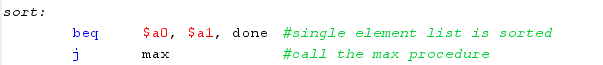 sort:
beq $a0, $a1, done #single element list is sorted
j max #call the max procedure